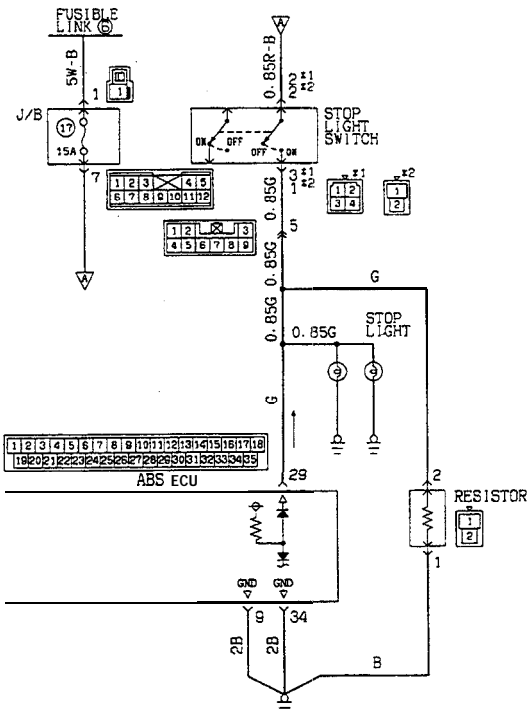 FUSIBLE
LINK ⑥
5W-B
1
1
J/B
17
15A
7
A
A
0.85R-B
2 *1
2 *2
STOP
LIGHT
SWITCH
ON
OFF
OFF
ON
3 *1
1 *2
1 2 3 4 5
6 7 8 9 10 11 12
*1
1 2
3 4
*2
1
2
0.85G
1 2 3
4 5 6 7 8 9
5
0.85G
0.85G
G
0.85G
STOP
LIGHT
G
1 2 3 4 5 6 7 8 9 10 11 12 13 14 15 16 17 18
19 20 21 22 23 24 25 26 27 28 29 30 31 32 33 34 35
29
ABS ECU
2
RESISTOR
1
2
1
GND GND
9 34
2B 2B
B